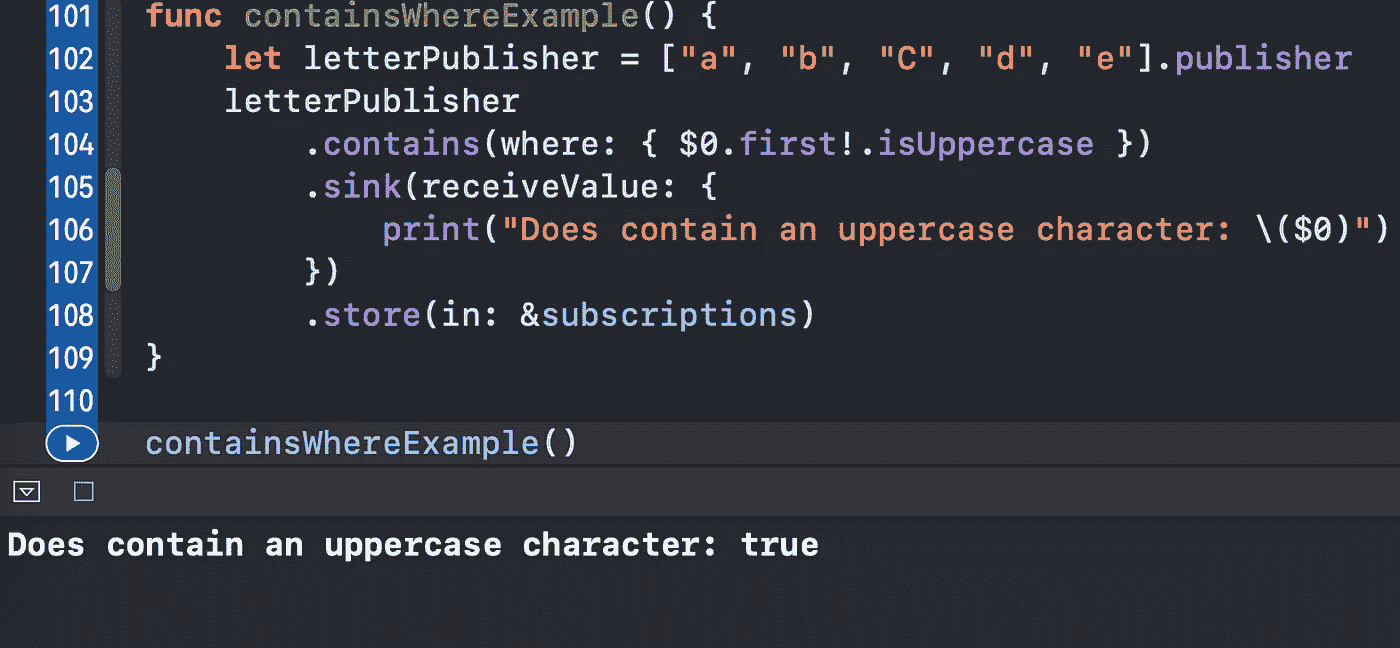 101 func containsWhereExample() {
102     let letterPublisher = ["a", "b", "C", "d", "e"].publisher
103     letterPublisher
104         .contains(where: { $0.first!.isUppercase })
105         .sink(receiveValue: {
106             print("Does contain an uppercase character: \($0)")
107         })
108         .store(in: &subscriptions)
109 }
110
containsWhereExample()
Does contain an uppercase character: true